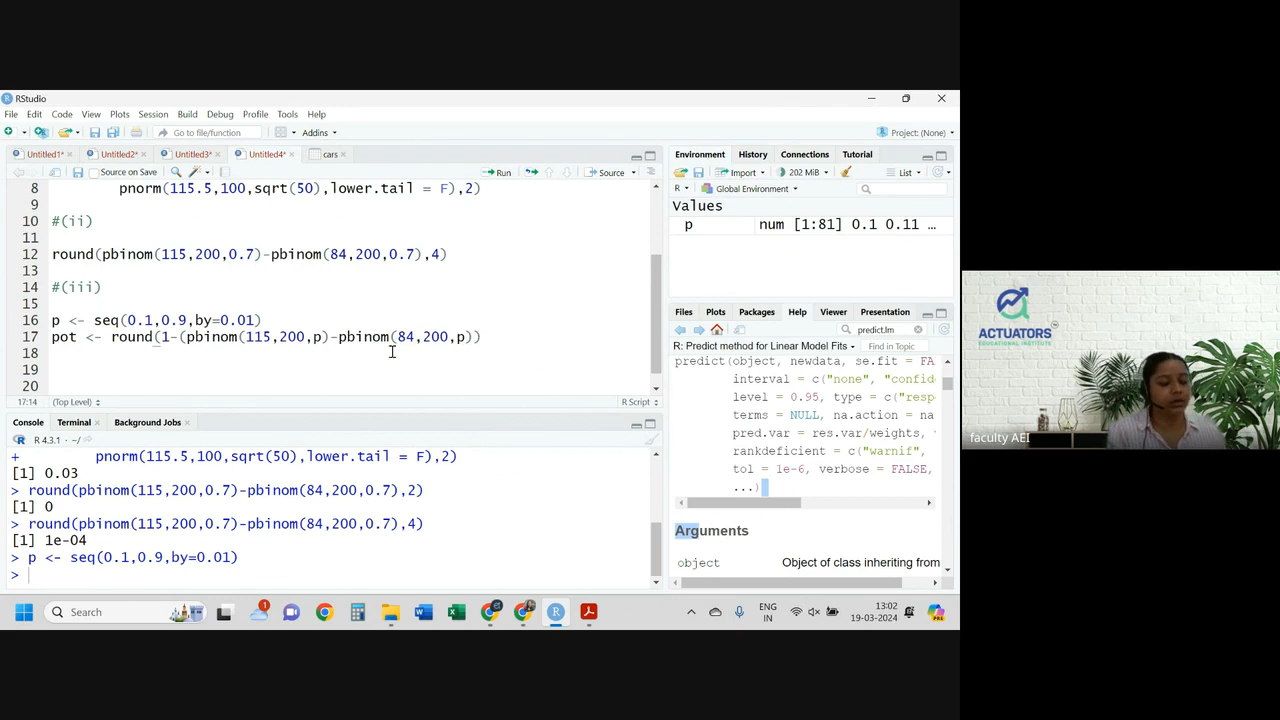 RStudio
File Edit Code View Plots Session Build Debug Profile Tools Help
Go to file/function Addins Project: (None)
Untitled1* Untitled2* Untitled3* Untitled4* cars
Source on Save Run Source
8 pnorm(115.5,100,sqrt(50),lower.tail = F),2)
9
10 #(ii)
11
12 round(pbinom(115,200,0.7)-pbinom(84,200,0.7),4)
13
14 #(iii)
15
16 p <- seq(0.1,0.9,by=0.01)
17 pot <- round(1-(pbinom(115,200,p)-pbinom(84,200,p))
18
19
20
17:14 (Top Level) R Script
Console Terminal Background Jobs
R 4.3.1 · ~/
+ pnorm(115.5,100,sqrt(50),lower.tail = F),2)
[1] 0.03
> round(pbinom(115,200,0.7)-pbinom(84,200,0.7),2)
[1] 0
> round(pbinom(115,200,0.7)-pbinom(84,200,0.7),4)
[1] 1e-04
> p <- seq(0.1,0.9,by=0.01)
>
Environment History Connections Tutorial
Import 202 MiB List
R Global Environment
Values
p num [1:81] 0.1 0.11 ...
Files Plots Packages Help Viewer Presentation
predict.lm
R: Predict method for Linear Model Fits Find in Topic
predict(object, newdata, se.fit = FA
interval = c("none", "confid
level = 0.95, type = c("resp
terms = NULL, na.action = na
pred.var = res.var/weights,
rankdeficient = c("warnif",
tol = 1e-6, verbose = FALSE,
...)
Arguments
object Object of class inheriting from
ACTUATORS
EDUCATIONAL INSTITUTE
faculty AEI
Search
1
ENG
IN
13:02
19-03-2024